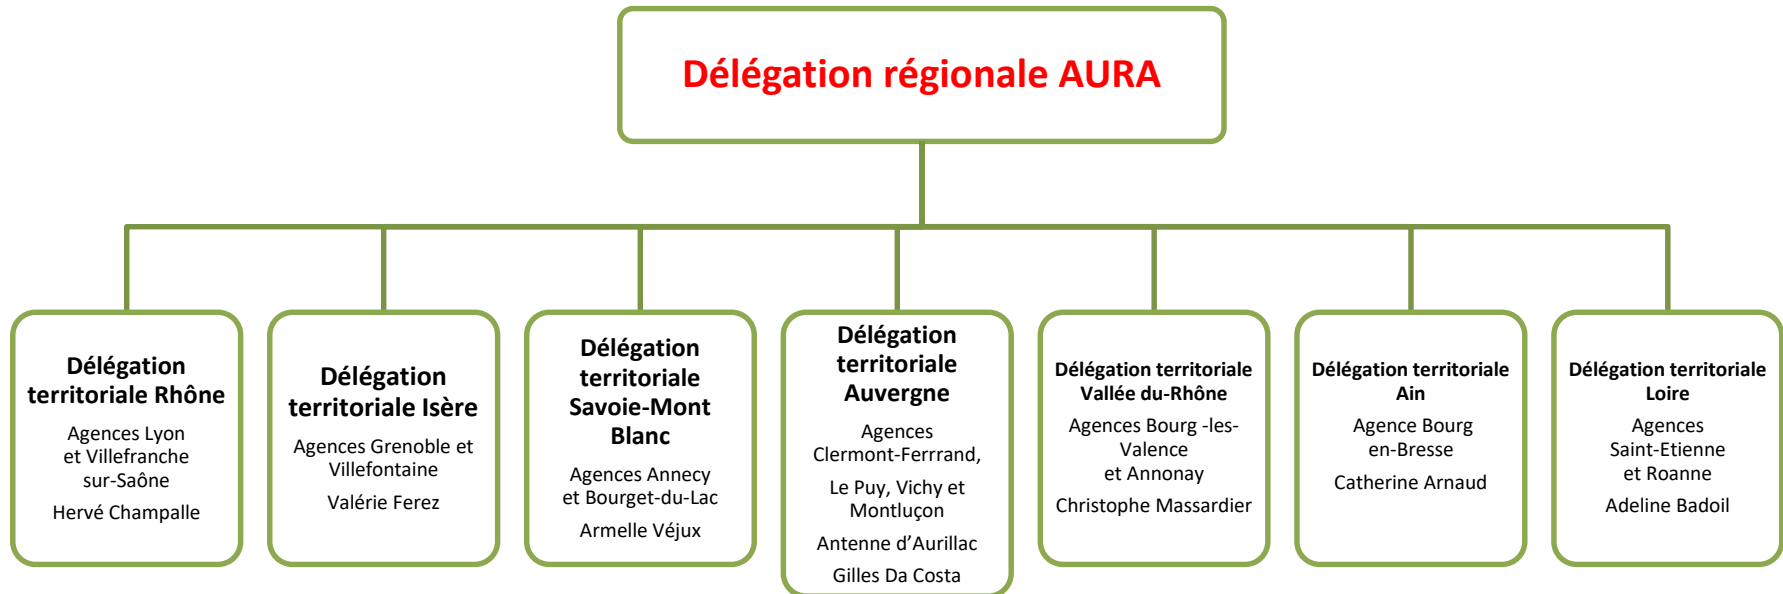 Délégation régionale AURA
Délégation
territoriale Rhône
Agences Lyon
et Villefranche
sur-Saône
Hervé Champalle
Délégation
territoriale Isère
Agences Grenoble et
Villefontaine
Valérie Ferez
Délégation
territoriale
Savoie-Mont
Blanc
Agences Annecy
et Bourget-du-Lac
Armelle Véjux
Délégation
territoriale
Auvergne
Agences
Clermont-Ferrrand,
Le Puy, Vichy et
Montluçon
Antenne d’Aurillac
Gilles Da Costa
Délégation territoriale
Vallée du-Rhône
Agences Bourg -les-
Valence
et Annonay
Christophe Massardier
Délégation territoriale
Ain
Agence Bourg
en-Bresse
Catherine Arnaud
Délégation territoriale
Loire
Agences
Saint-Etienne
et Roanne
Adeline Badoil